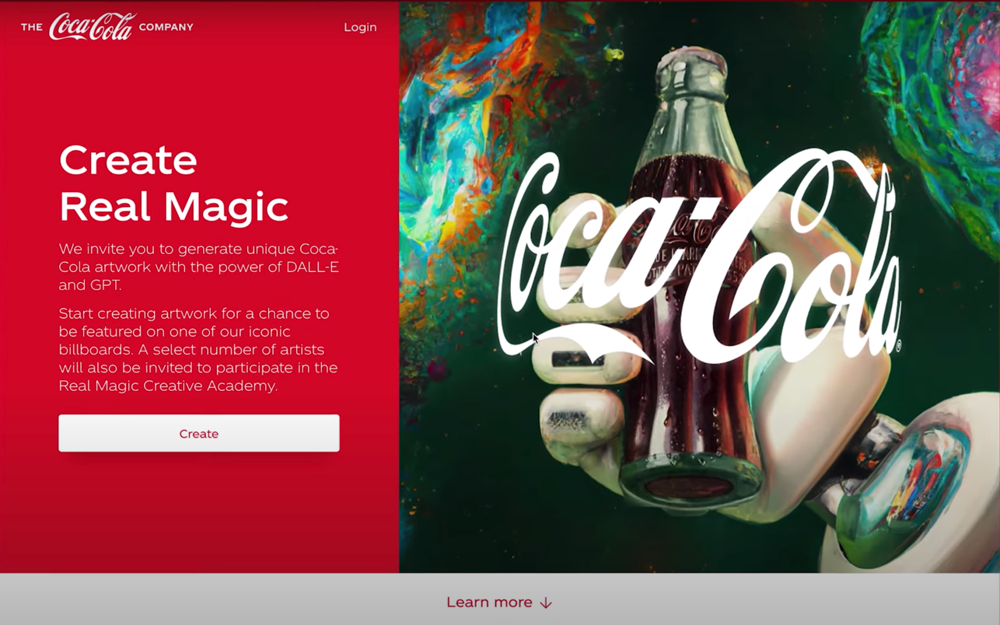 THE Coca-Cola COMPANY
Login
Create
Real Magic
We invite you to generate unique Coca-
Cola artwork with the power of DALL-E
and GPT.
Start creating artwork for a chance to
be featured on one of our iconic
billboards. A select number of artists
will also be invited to participate in the
Real Magic Creative Academy.
Create
Coca-Cola®
Learn more ↓